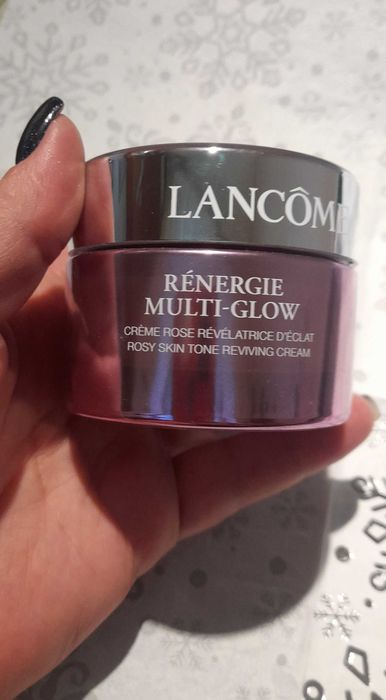 LANCÔME
RÉNERGIE
MULTI-GLOW
CRÈME ROSE RÉVÉLATRICE D'ÉCLAT
ROSY SKIN TONE REVIVING CREAM